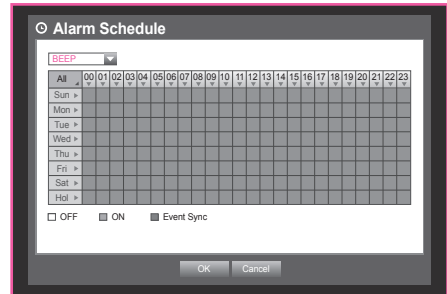 Alarm Schedule
BEEP
All 00 01 02 03 04 05 06 07 08 09 10 11 12 13 14 15 16 17 18 19 20 21 22 23
Sun
Mon
Tue
Wed
Thu
Fri
Sat
Hol
OFF ON Event Sync
OK Cancel